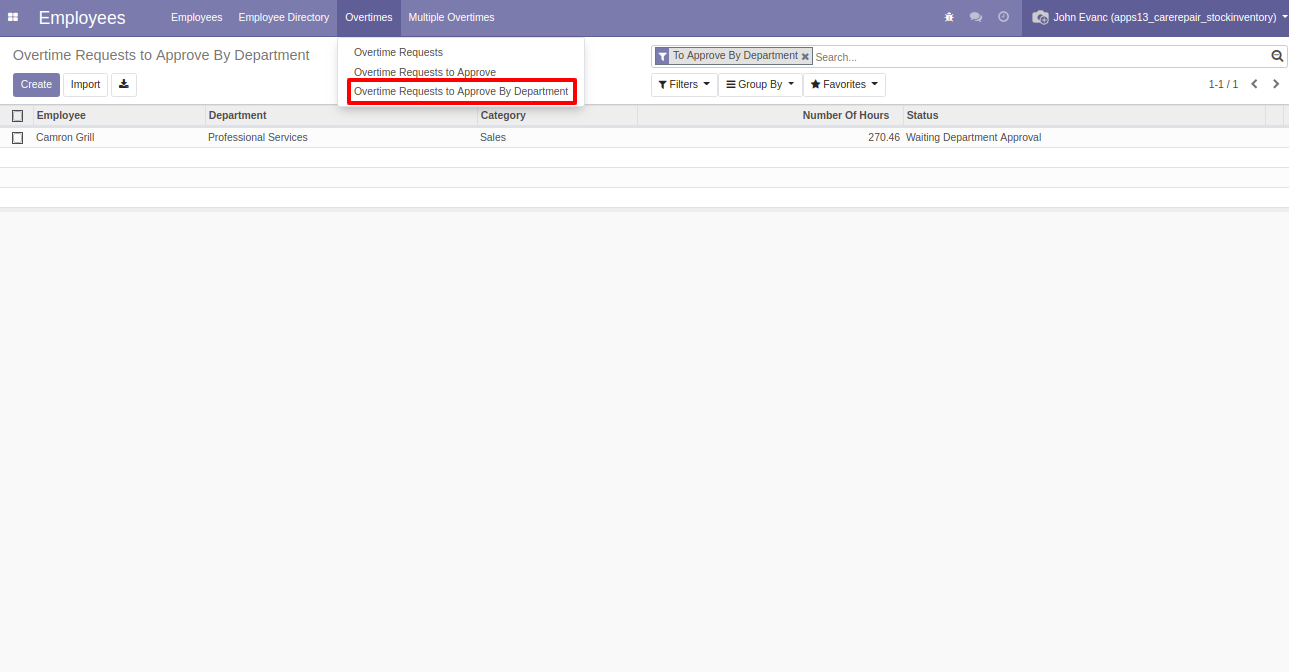 Employees Employees Employee Directory Overtimes Multiple Overtimes John Evanc (apps13_carerepair_stockinventory)
Overtime Requests to Approve By Department
Overtime Requests
Overtime Requests to Approve
Overtime Requests to Approve By Department
To Approve By Department Search...
Create Import Filters Group By Favorites 1-1 / 1
Employee Department Category Number Of Hours Status
Camron Grill Professional Services Sales 270.46 Waiting Department Approval